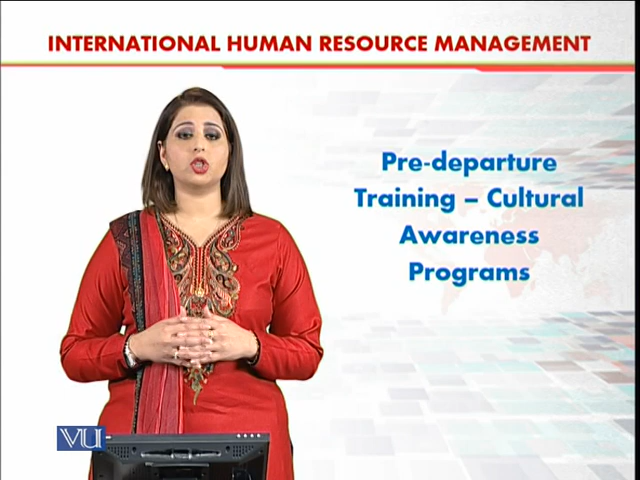 INTERNATIONAL HUMAN RESOURCE MANAGEMENT
Pre-departure
Training – Cultural
Awareness
Programs
VU